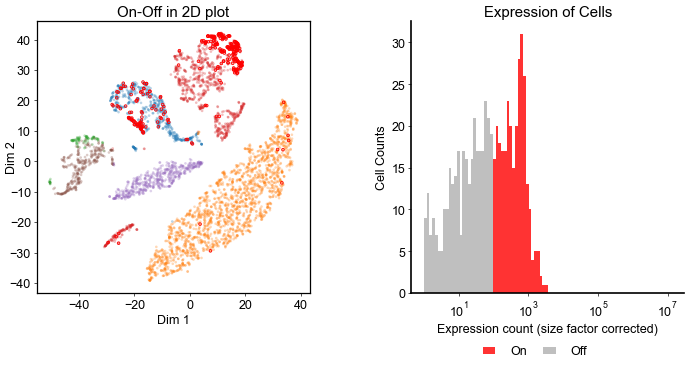 On-Off in 2D plot
40
30
20
10
0
−10
−20
−30
−40
Dim 2
−40 −20 0 20 40
Dim 1
Expression of Cells
30
25
20
15
10
5
0
Cell Counts
10^1 10^3 10^5 10^7
Expression count (size factor corrected)
On Off